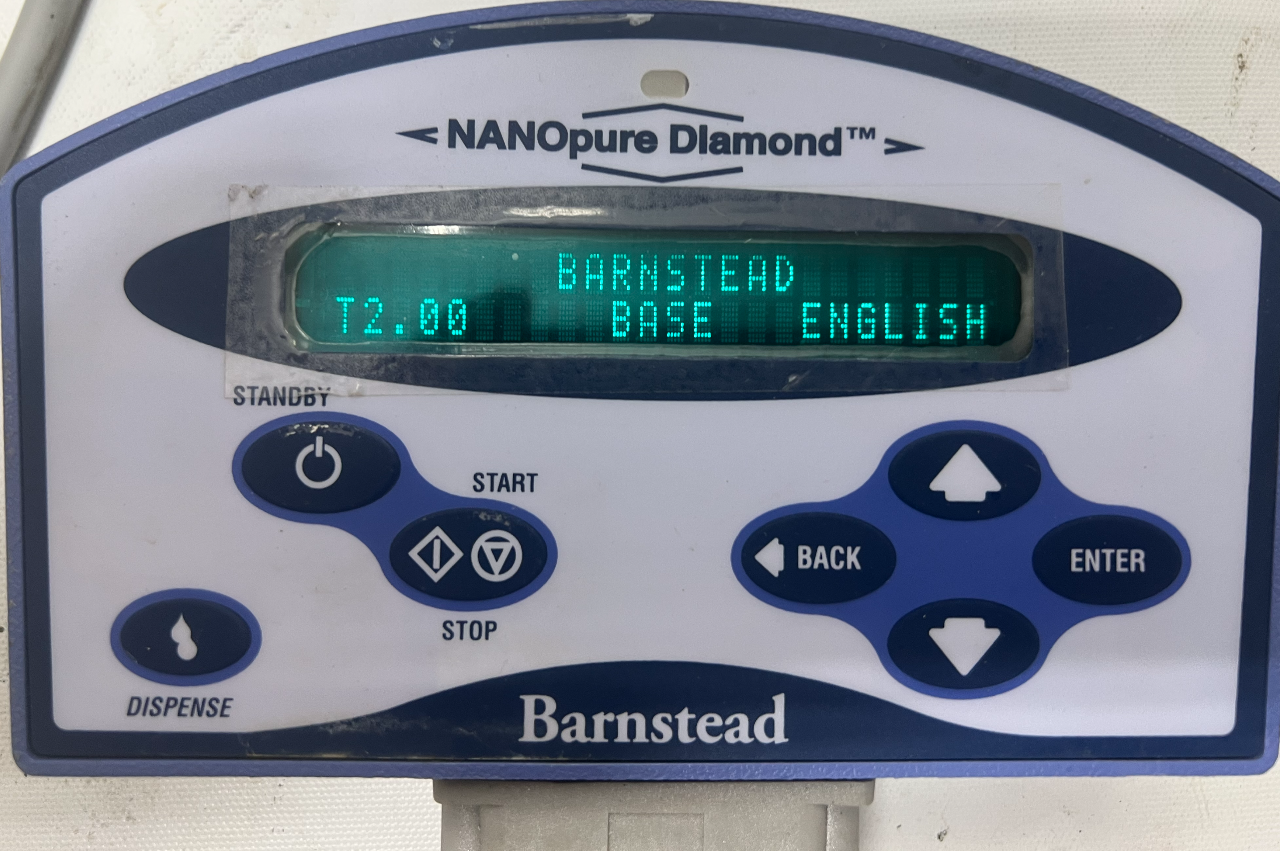 NANOpure DIamond™
BARNSTEAD
T2.00 BASE ENGLISH
STANDBY
START
STOP
BACK
ENTER
DISPENSE
Barnstead